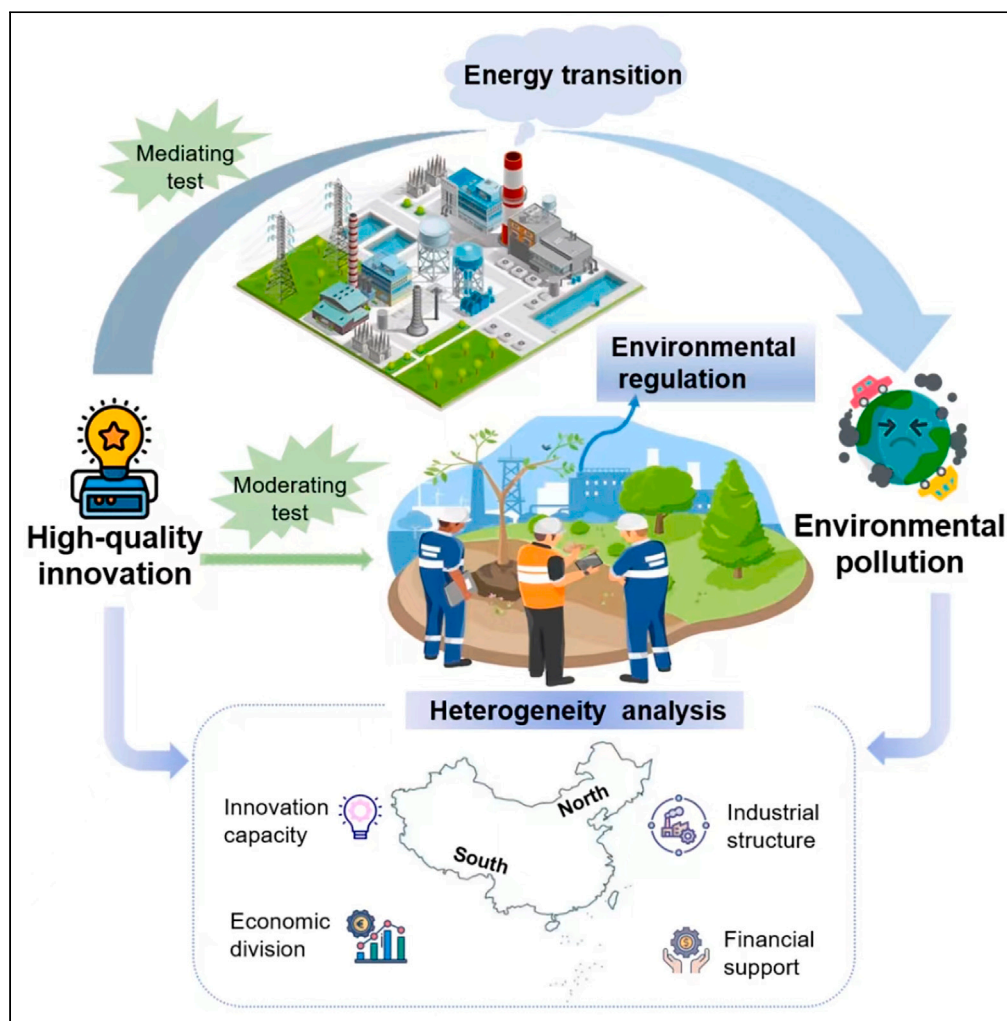 Energy transition
Mediating
test
Environmental
regulation
Moderating
test
High-quality
innovation
Environmental
pollution
Heterogeneity analysis
Innovation
capacity
North
South
Industrial
structure
Economic
division
Financial
support